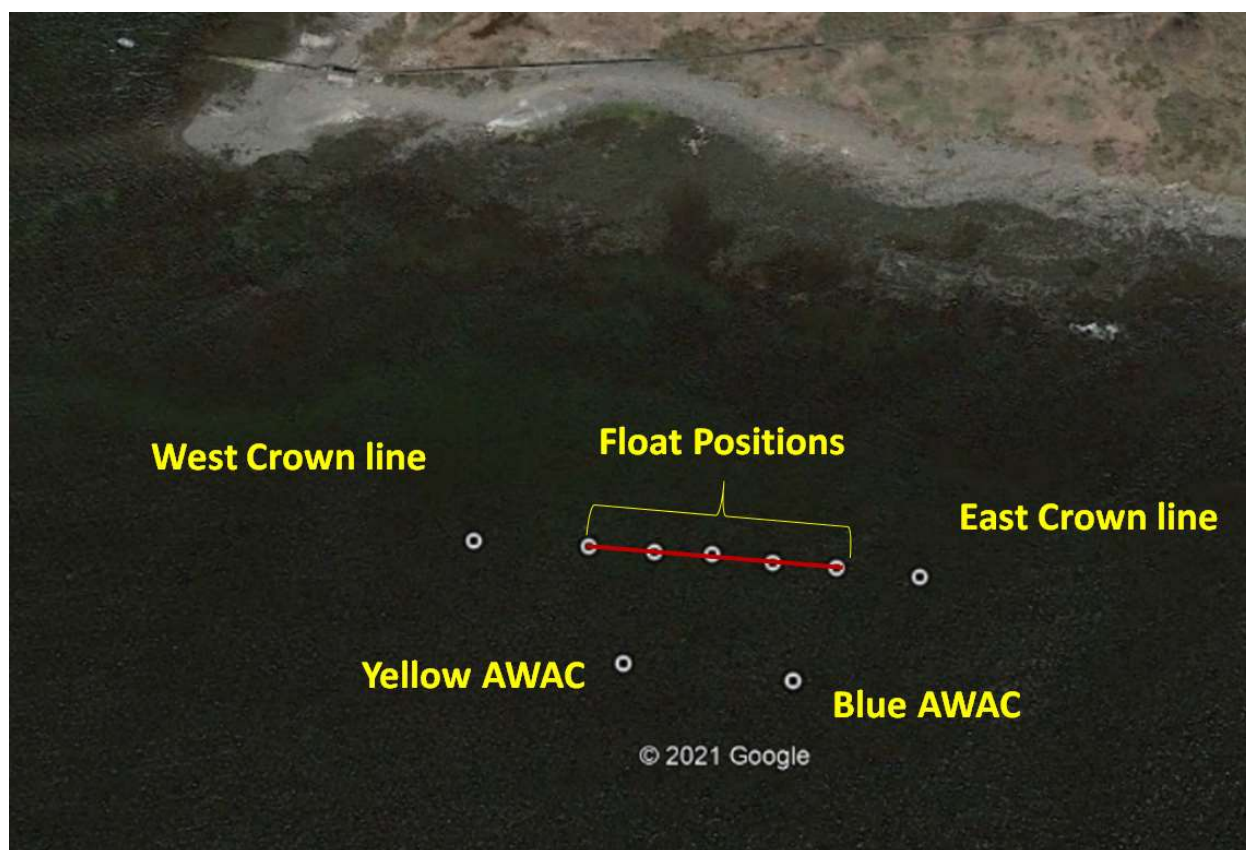 West Crown line
Float Positions
East Crown line
Yellow AWAC
Blue AWAC
© 2021 Google